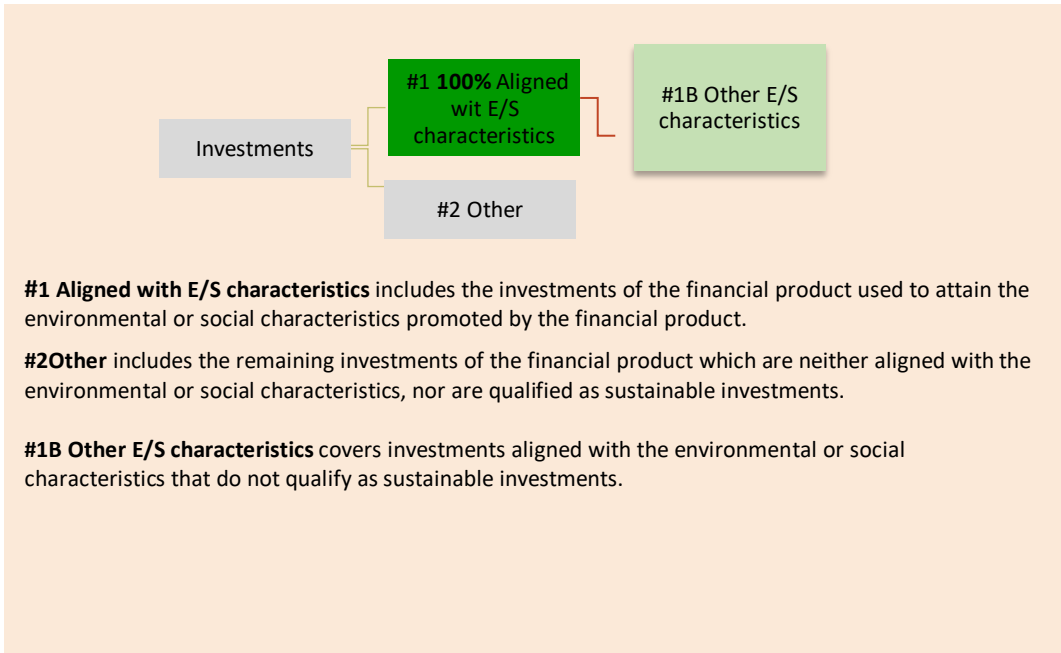 #1 100% Aligned
wit E/S
characteristics
#1B Other E/S
characteristics
Investments
#2 Other
#1 Aligned with E/S characteristics includes the investments of the financial product used to attain the
environmental or social characteristics promoted by the financial product.
#2Other includes the remaining investments of the financial product which are neither aligned with the
environmental or social characteristics, nor are qualified as sustainable investments.
#1B Other E/S characteristics covers investments aligned with the environmental or social
characteristics that do not qualify as sustainable investments.